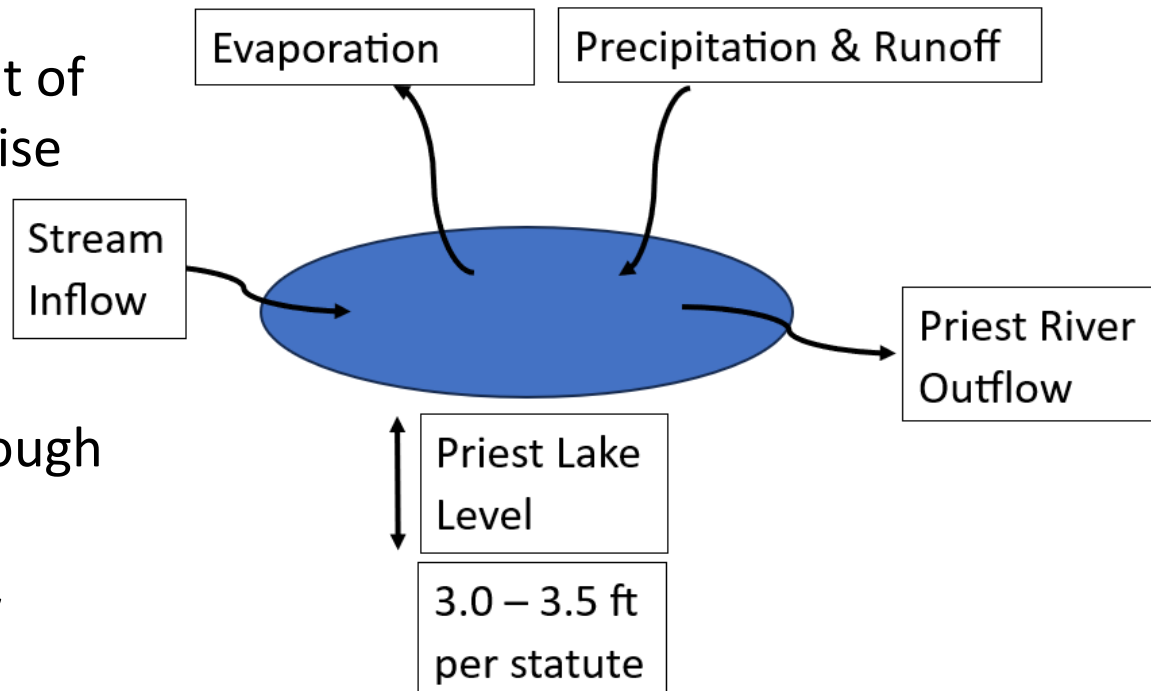 t of
ise
ough
Evaporation
Precipitation & Runoff
Stream
Inflow
Priest River
Outflow
Priest Lake
Level
3.0 – 3.5 ft
per statute